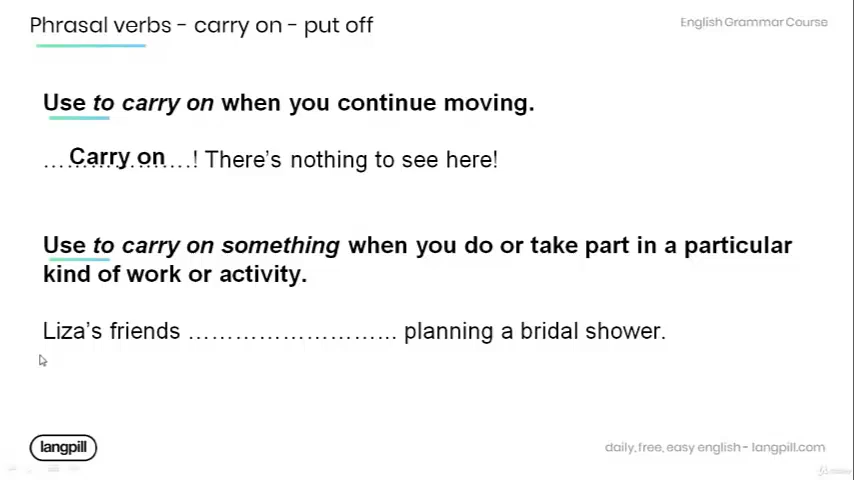 Phrasal verbs - carry on - put off
English Grammar Course
Use to carry on when you continue moving.
…Carry on…! There's nothing to see here!
Use to carry on something when you do or take part in a particular
kind of work or activity.
Liza's friends …………………….. planning a bridal shower.
langpill
daily, free, easy english - langpill.com